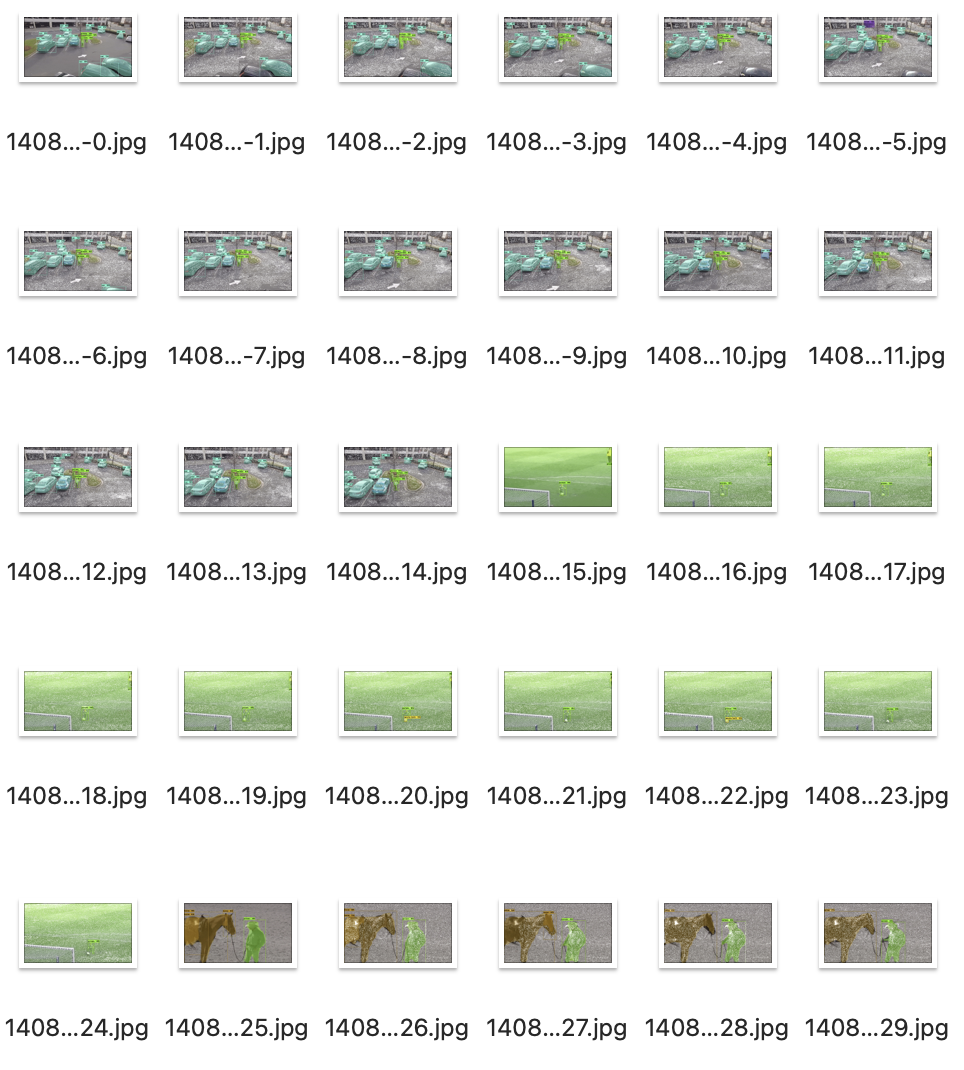 1408...-0.jpg 1408...-1.jpg 1408...-2.jpg 1408...-3.jpg 1408...-4.jpg 1408...-5.jpg
1408...-6.jpg 1408...-7.jpg 1408...-8.jpg 1408...-9.jpg 1408...10.jpg 1408...11.jpg
1408...12.jpg 1408...13.jpg 1408...14.jpg 1408...15.jpg 1408...16.jpg 1408...17.jpg
1408...18.jpg 1408...19.jpg 1408...20.jpg 1408...21.jpg 1408...22.jpg 1408...23.jpg
1408...24.jpg 1408...25.jpg 1408...26.jpg 1408...27.jpg 1408...28.jpg 1408...29.jpg